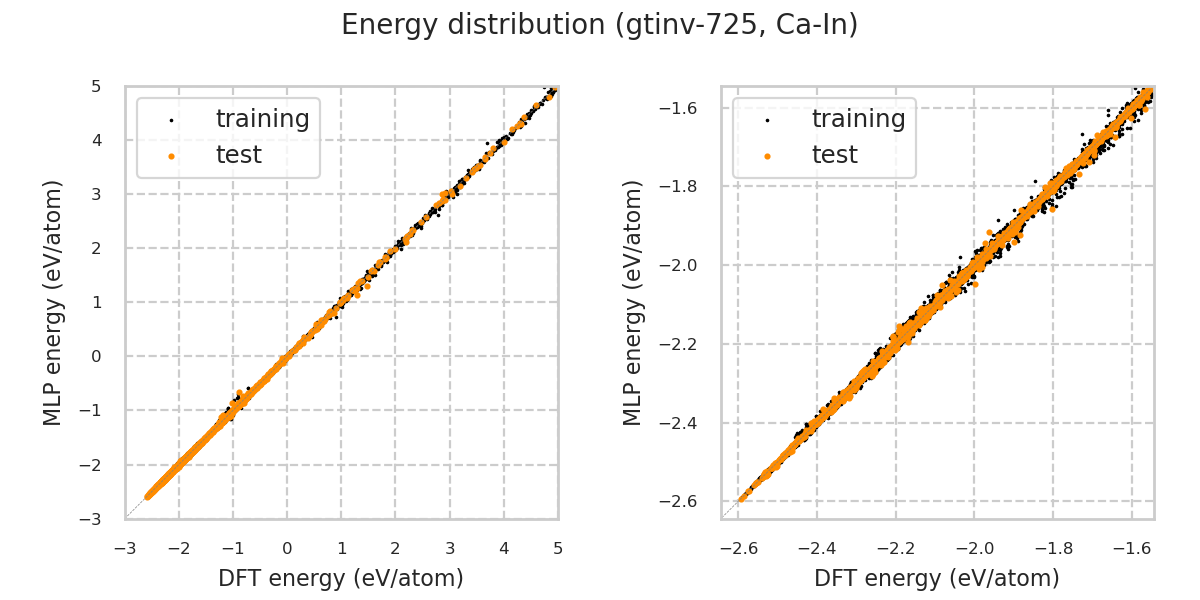 Energy distribution (gtinv-725, Ca-In)
MLP energy (eV/atom)
5
4
3
2
1
0
−1
−2
−3
training
test
−3 −2 −1 0 1 2 3 4 5
DFT energy (eV/atom)
MLP energy (eV/atom)
−1.6
−1.8
−2.0
−2.2
−2.4
−2.6
training
test
−2.6 −2.4 −2.2 −2.0 −1.8 −1.6
DFT energy (eV/atom)